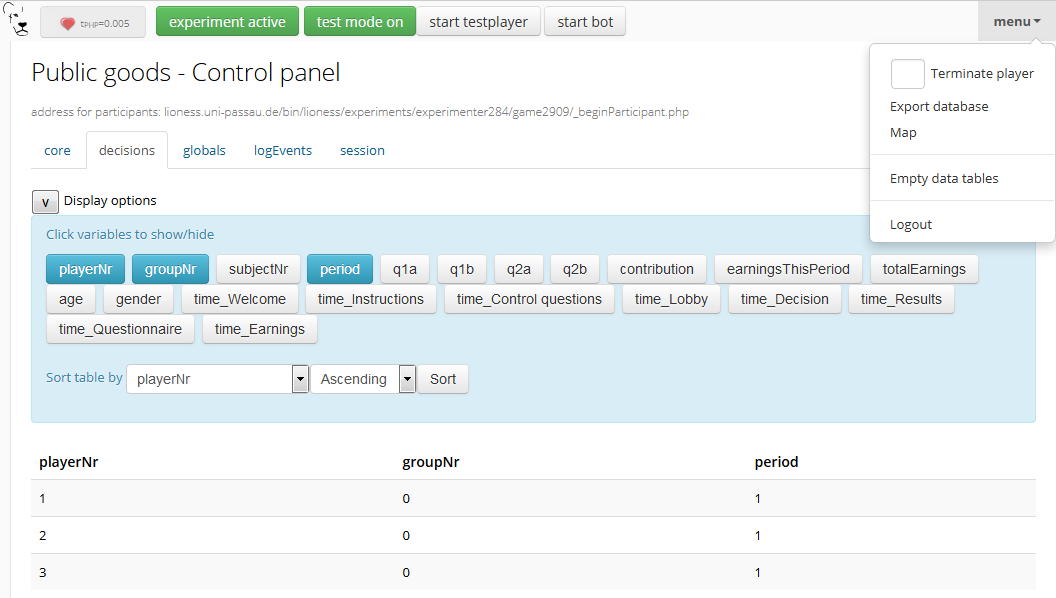 tPHP=0.005 experiment active test mode on start testplayer start bot menu
Terminate player
Export database
Map
Empty data tables
Logout
Public goods - Control panel
address for participants: lioness.uni-passau.de/bin/lioness/experiments/experimenter284/game2909/_beginParticipant.php
core decisions globals logEvents session
v Display options
Click variables to show/hide
playerNr groupNr subjectNr period q1a q1b q2a q2b contribution earningsThisPeriod totalEarnings
age gender time_Welcome time_Instructions time_Control questions time_Lobby time_Decision time_Results
time_Questionnaire time_Earnings
Sort table by playerNr Ascending Sort
playerNr groupNr period
1 0 1
2 0 1
3 0 1